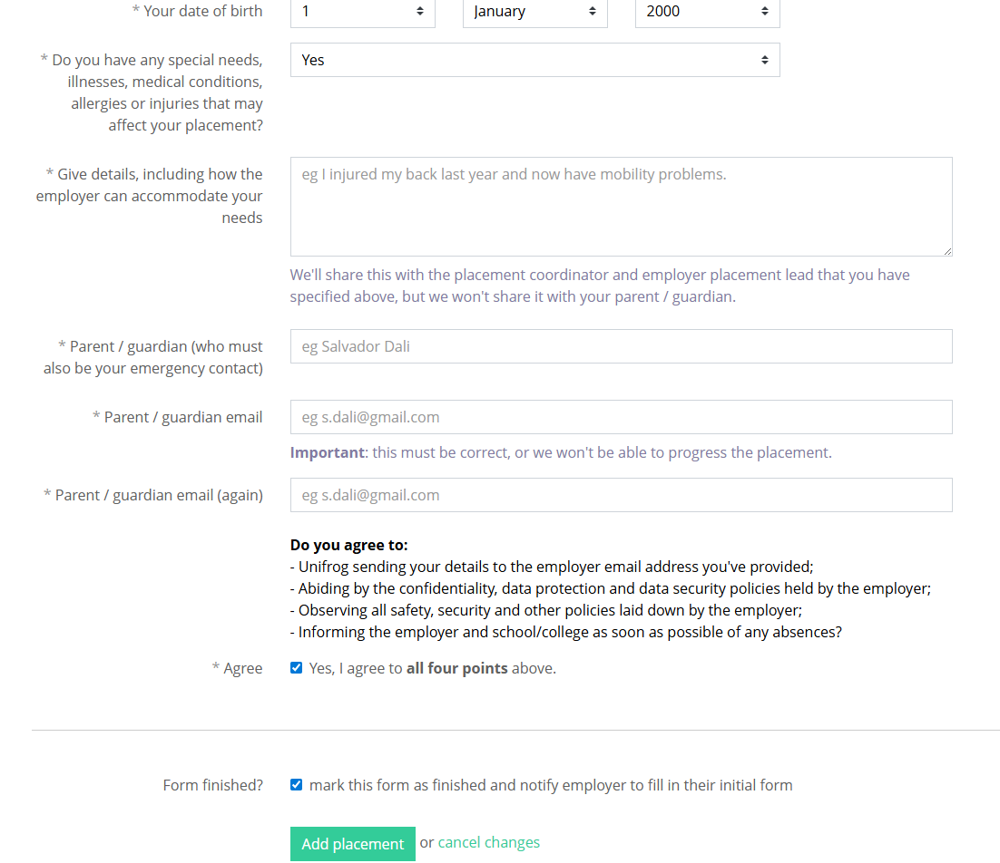 * Your date of birth 1 January 2000
* Do you have any special needs, Yes
illnesses, medical conditions,
allergies or injuries that may
affect your placement?
* Give details, including how the eg I injured my back last year and now have mobility problems.
employer can accommodate your
needs
We'll share this with the placement coordinator and employer placement lead that you have
specified above, but we won't share it with your parent / guardian.
* Parent / guardian (who must eg Salvador Dali
also be your emergency contact)
* Parent / guardian email eg s.dali@gmail.com
Important: this must be correct, or we won't be able to progress the placement.
* Parent / guardian email (again) eg s.dali@gmail.com
Do you agree to:
- Unifrog sending your details to the employer email address you've provided;
- Abiding by the confidentiality, data protection and data security policies held by the employer;
- Observing all safety, security and other policies laid down by the employer;
- Informing the employer and school/college as soon as possible of any absences?
* Agree Yes, I agree to all four points above.
Form finished? mark this form as finished and notify employer to fill in their initial form
Add placement or cancel changes